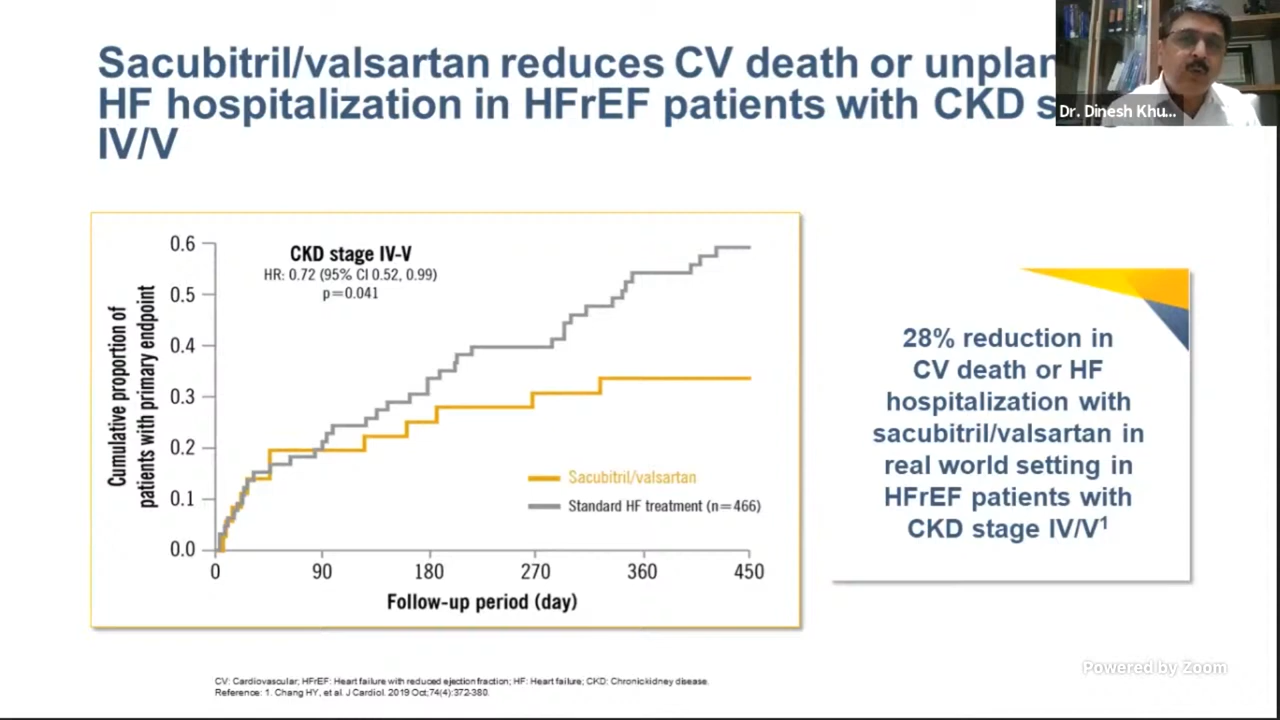 Sacubitril/valsartan reduces CV death or unplan
HF hospitalization in HFrEF patients with CKD s
IV/V
Dr. Dinesh Khu...
CKD stage IV-V
HR: 0.72 (95% CI 0.52, 0.99)
p=0.041
Cumulative proportion of
patients with primary endpoint
0.6
0.5
0.4
0.3
0.2
0.1
0.0
0 90 180 270 360 450
Follow-up period (day)
Sacubitril/valsartan
Standard HF treatment (n=466)
28% reduction in
CV death or HF
hospitalization with
sacubitril/valsartan in
real world setting in
HFrEF patients with
CKD stage IV/V¹
CV: Cardiovascular; HFrEF: Heart failure with reduced ejection fraction; HF: Heart failure; CKD: Chronickidney disease.
Reference: 1. Chang HY, et al. J Cardiol. 2019 Oct;74(4):372-380.
Powered by Zoom